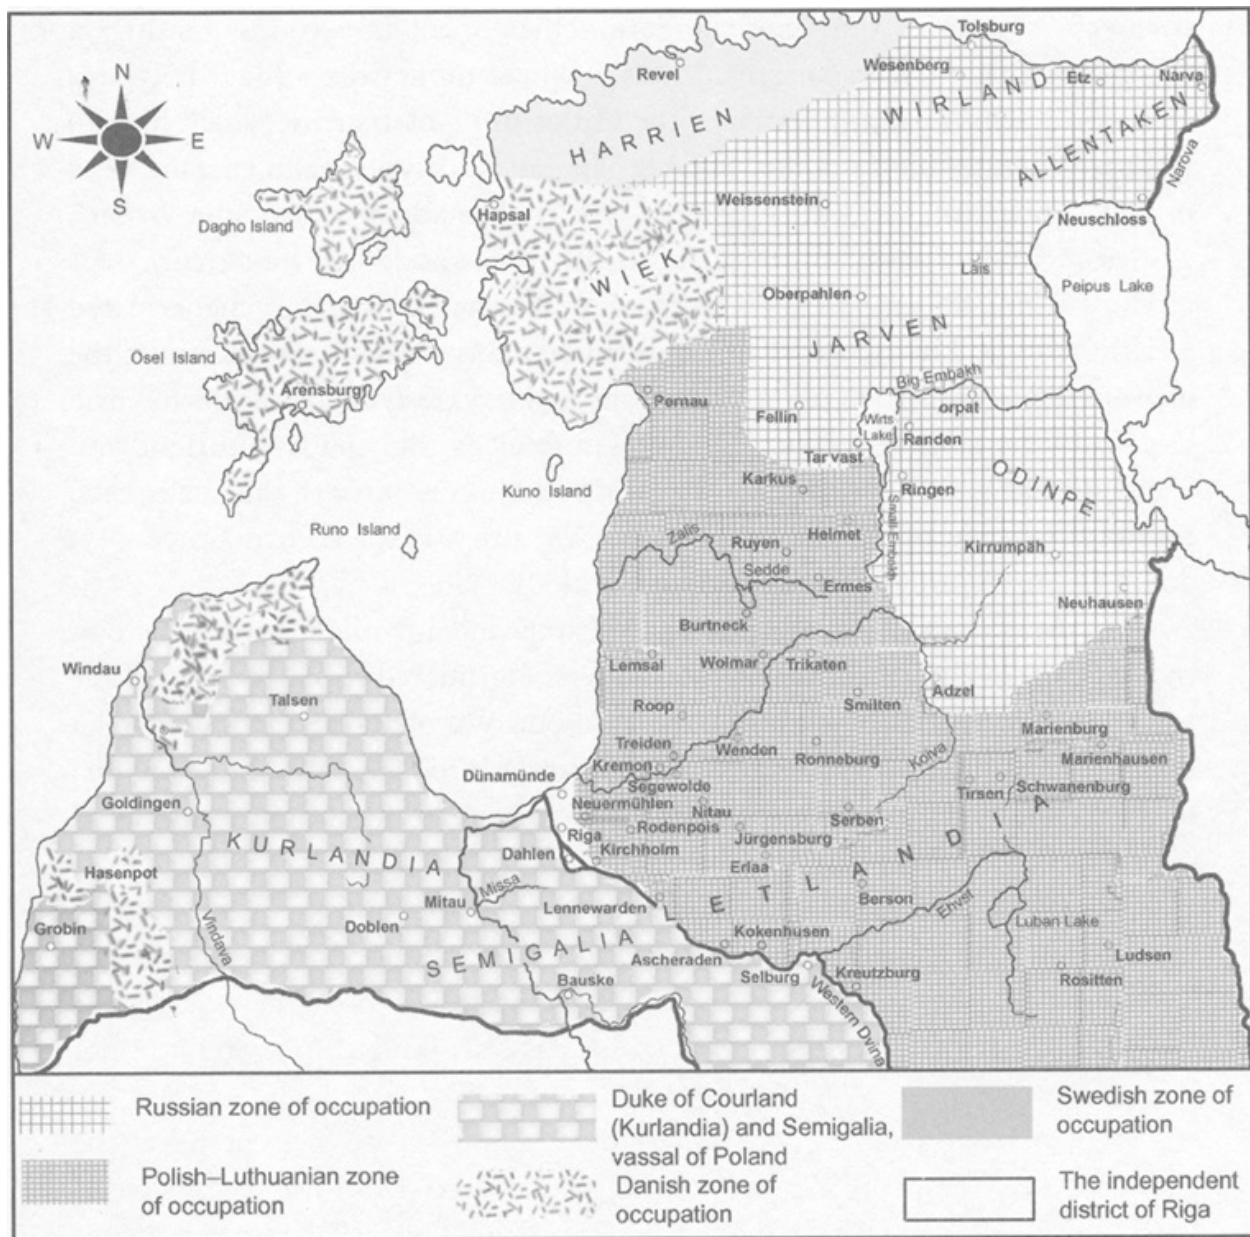 N
W E
S
Tolsburg
Revel
Wesenberg
Etz
Narva
WIRLAND
HARRIEN
ALLENTAKEN
Narova
Weissenstein
Hapsal
Neuschloss
Dagho Island
WIEK
Lais
Peipus Lake
Oberpahlen
JARVEN
Ösel Island
Arensburg
Big Embakh
Pernau
orpat
Fellin
Wirts
Lake
Randen
Tarvast
ODINPE
Karkus
Kuno Island
Ringen
Small Embakh
Runo Island
Zalis
Helmet
Ruyen
Kirrumpäh
Sedde
Ermes
Neuhausen
Burtneck
Windau
Lemsal
Wolmar
Trikaten
Adzel
Talsen
Roop
Smilten
Marienburg
Treiden
Wenden
Marienhausen
Kremon
Ronneburg
Koiva
Dünamünde
Segewolde
Tirsen
Schwanenburg
Goldingen
Neuermühlen
Nitau
Serben
Riga
Rodenpois
Jürgensburg
KURLANDIA
Dahlen
Kirchholm
Erlaa
ETLANDIA
Hasenpot
Missa
Mitau
Lennewarden
Berson
Ehvst
Grobin
Vindava
Doblen
Kokenhusen
Luban Lake
SEMIGALIA
Ascheraden
Ludsen
Bauske
Selburg
Kreutzburg
Rositten
Western Dvina
Russian zone of occupation
Duke of Courland
(Kurlandia) and Semigalia,
vassal of Poland
Swedish zone of
occupation
Polish–Luthuanian zone
of occupation
Danish zone of
occupation
The independent
district of Riga